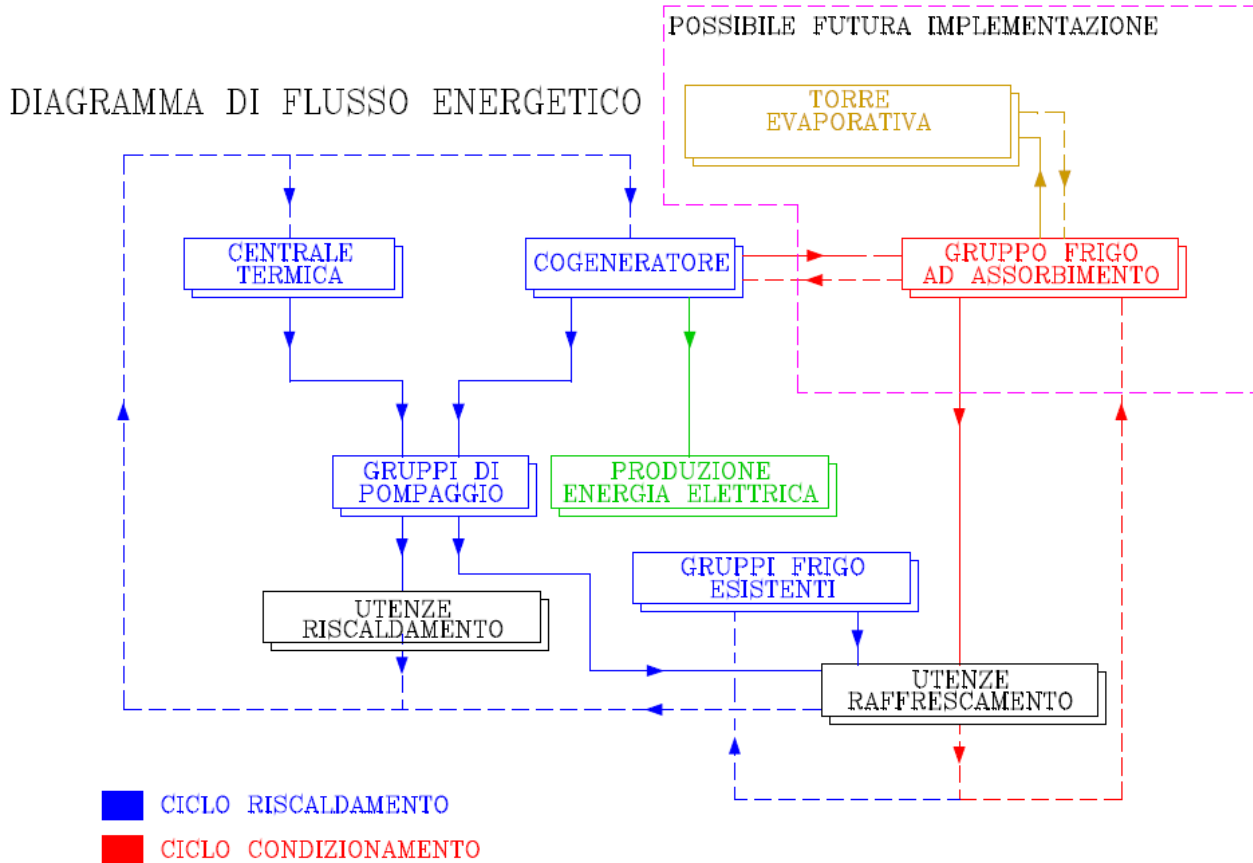 POSSIBILE FUTURA IMPLEMENTAZIONE
DIAGRAMMA DI FLUSSO ENERGETICO
TORRE
EVAPORATIVA
CENTRALE
TERMICA
COGENERATORE
GRUPPO FRIGO
AD ASSORBIMENTO
GRUPPI DI
POMPAGGIO
PRODUZIONE
ENERGIA ELETTRICA
GRUPPI FRIGO
ESISTENTI
UTENZE
RISCALDAMENTO
UTENZE
RAFFRESCAMENTO
CICLO RISCALDAMENTO
CICLO CONDIZIONAMENTO